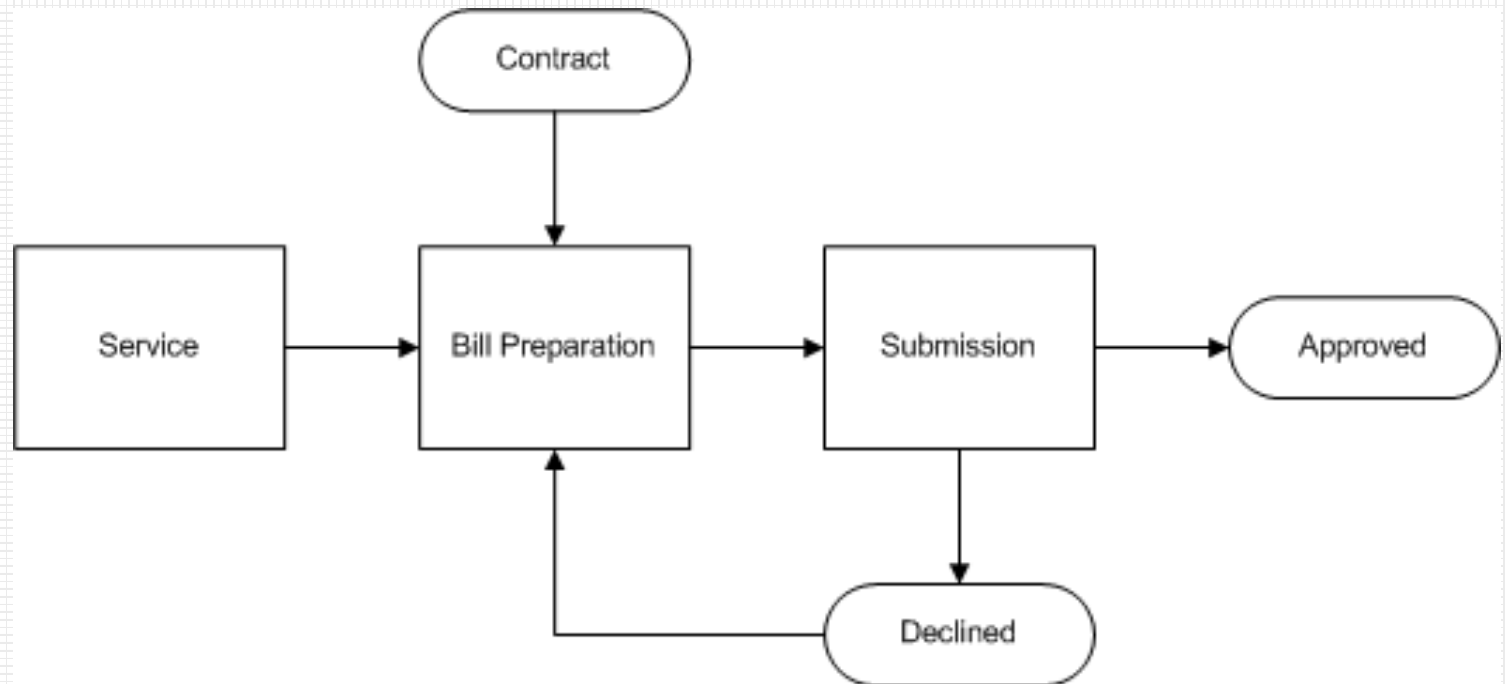 Contract
Service
Bill Preparation
Submission
Approved
Declined